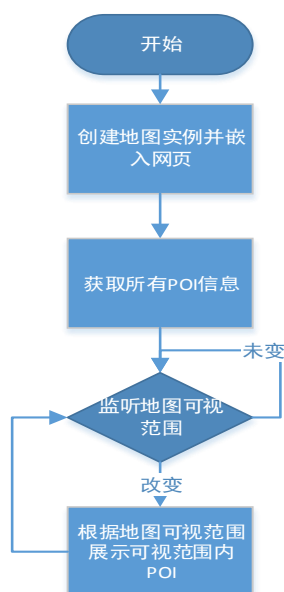 开始
创建地图实例并嵌
入网页
获取所有POI信息
未变
监听地图可视
范围
改变
根据地图可视范围
展示可视范围内
POI